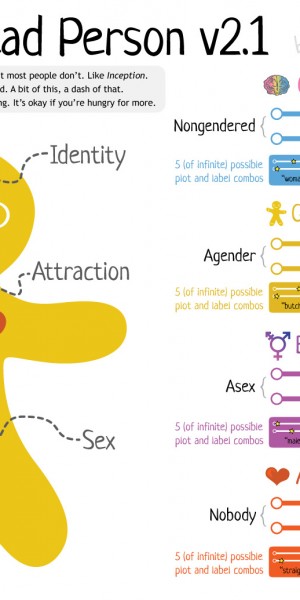 ad Person v2.1
t most people don't. Like Inception.
d. A bit of this, a dash of that.
ng. It's okay if you're hungry for more.
Identity
Attraction
Sex
Nongendered
5 (of infinite) possible
plot and label combos
"woma
Agender
5 (of infinite) possible
plot and label combos
"butch
Asex
5 (of infinite) possible
plot and label combos
"male
Nobody
5 (of infinite) possible
plot and label combos
"straig